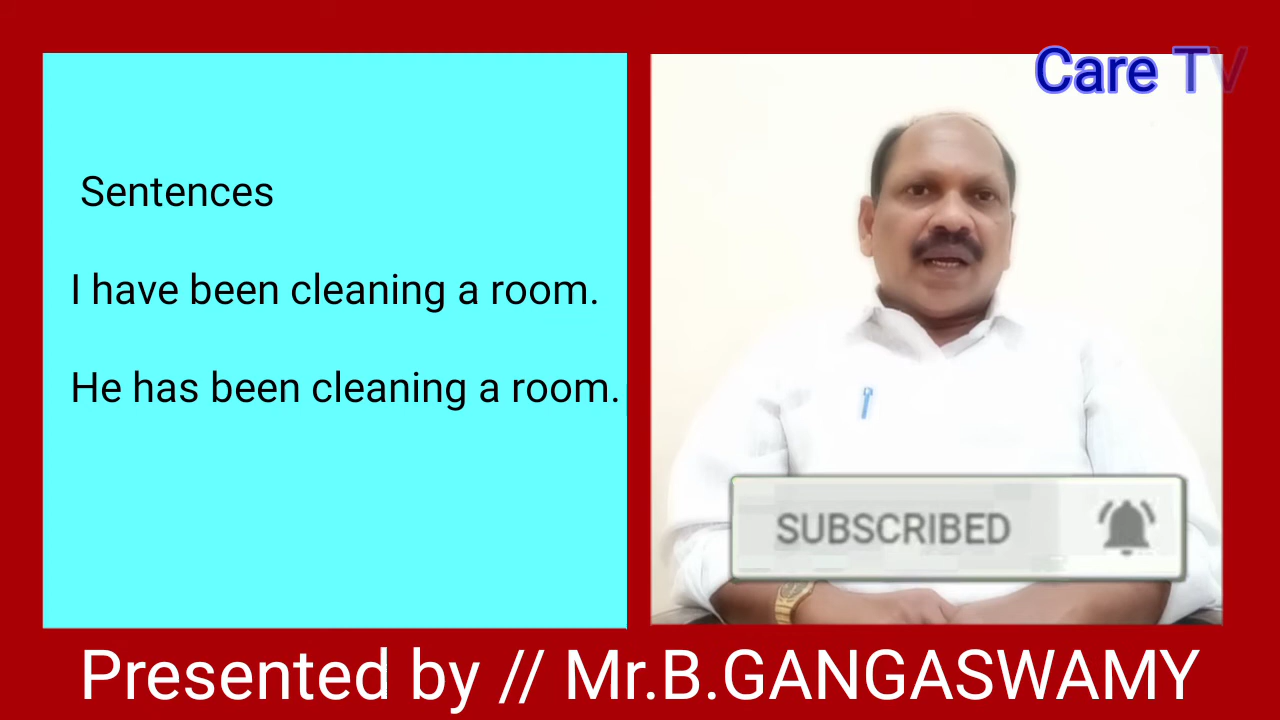 Care TV
Sentences
I have been cleaning a room.
He has been cleaning a room.
SUBSCRIBED
Presented by // Mr.B.GANGASWAMY